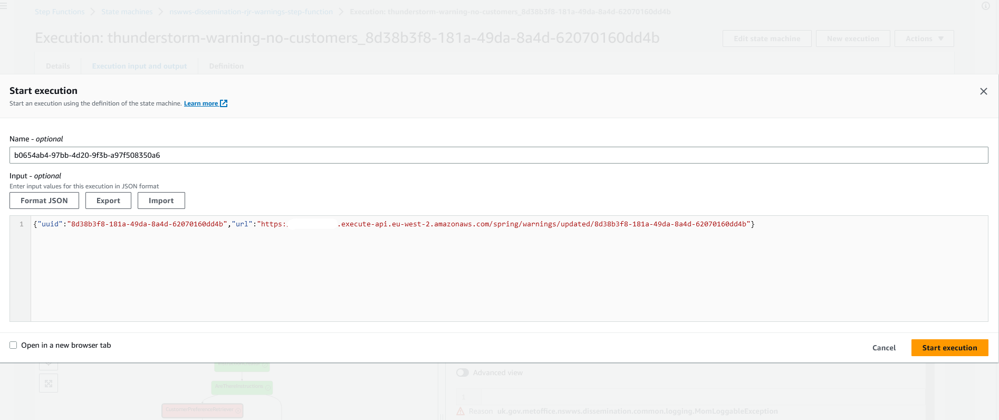 Step Functions > State machines > nswws-dissemination-rjr-warnings-step-function > Execution: thunderstorm-warning-no-customers_8d38b3f8-181a-49da-8a4d-62070160dd4b
Execution: thunderstorm-warning-no-customers_8d38b3f8-181a-49da-8a4d-62070160dd4b
Edit state machine New execution Actions
Details Execution input and output Definition
Start execution
Start an execution using the definition of the state machine. Learn more
Name - optional
b0654ab4-97bb-4d20-9f3b-a97f508350a6
Input - optional
Enter input values for this execution in JSON format
Format JSON Export Import
1 {"uuid":"8d38b3f8-181a-49da-8a4d-62070160dd4b","url":"https:/ .execute-api.eu-west-2.amazonaws.com/spring/warnings/updated/8d38b3f8-181a-49da-8a4d-62070160dd4b"}
Open in a new browser tab
Cancel Start execution
InstructionCreator
Advanced view
AreThereInstructions
1
CustomerPreferenceRetriever
Reason uk.gov.metoffice.nswws.dissemination.common.logging.MomLoggableException